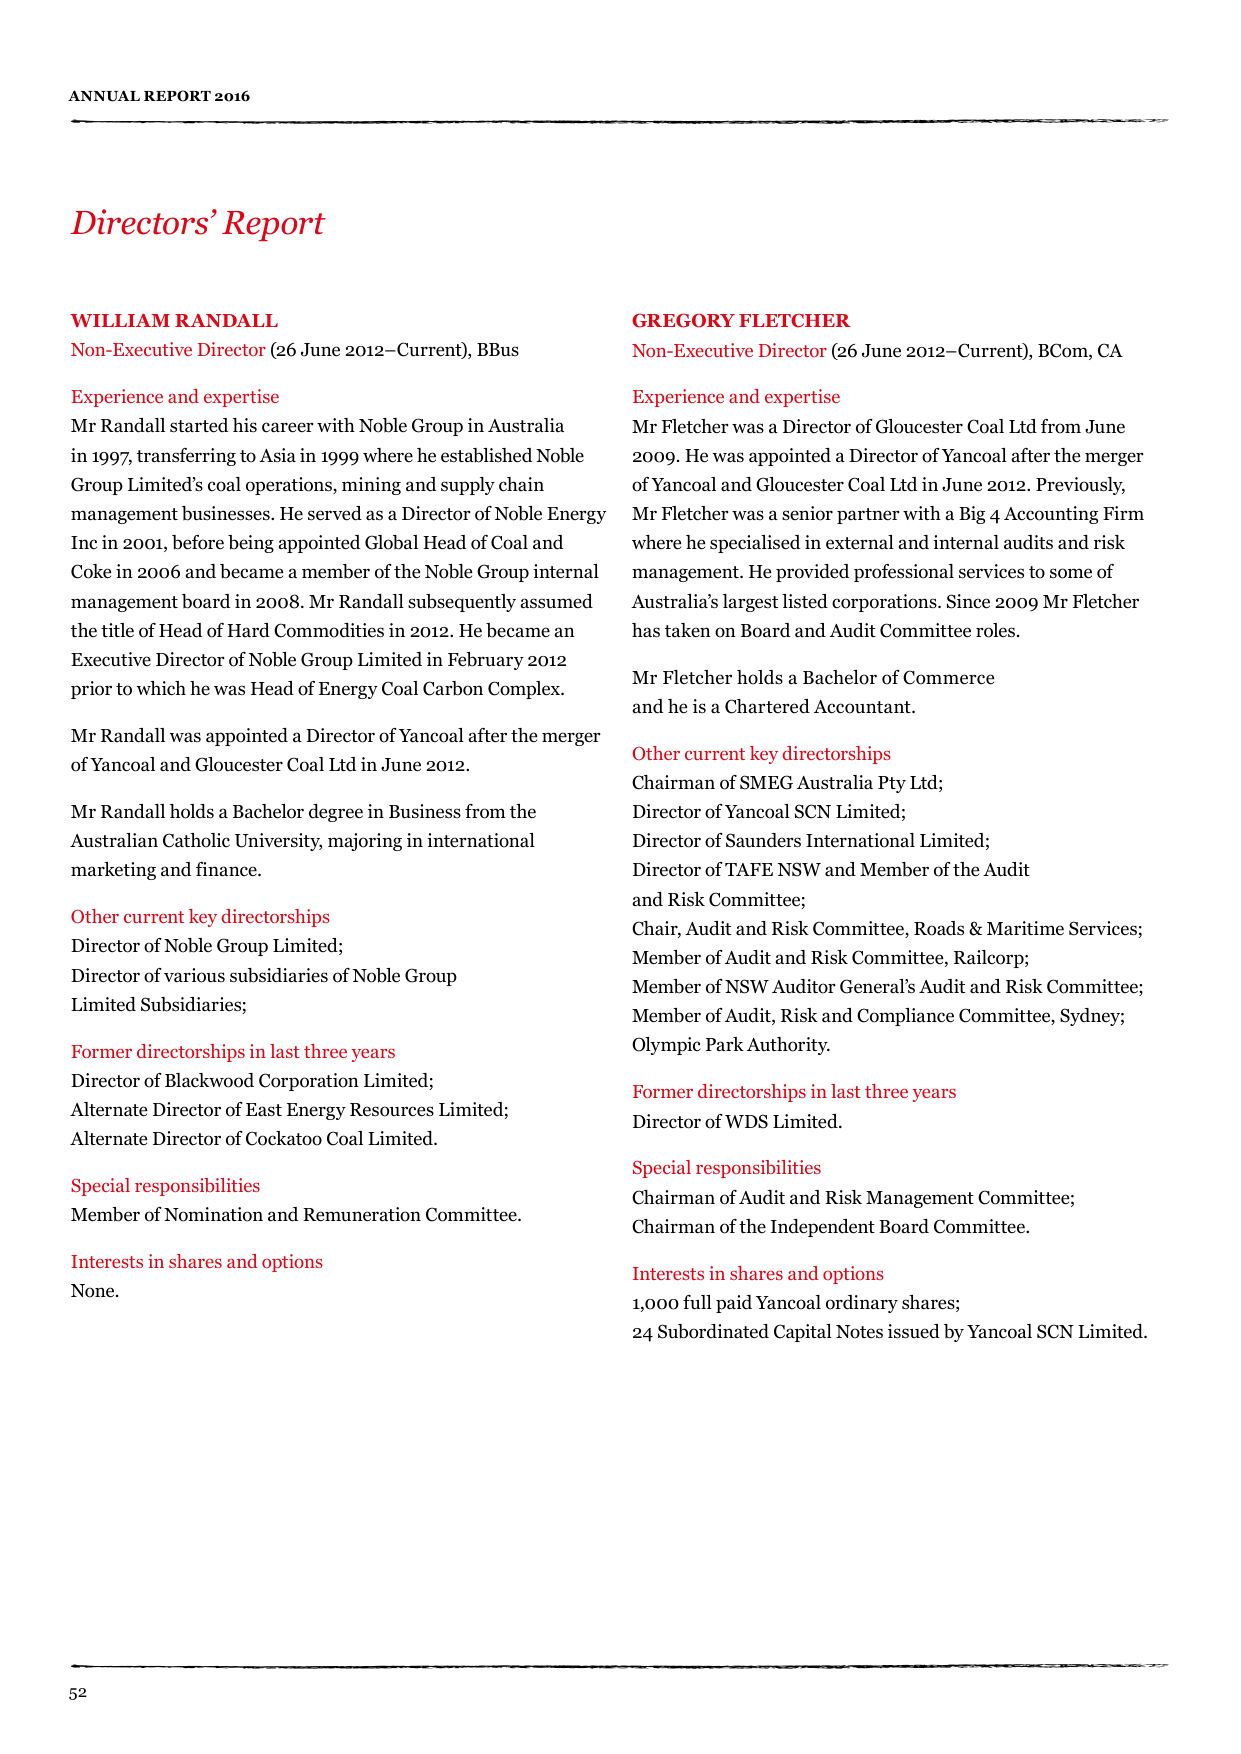 ANNUAL REPORT 2016
Directors’ Report
WILLIAM RANDALL
Non-Executive Director (26 June 2012–Current), BBus
Experience and expertise
Mr Randall started his career with Noble Group in Australia
in 1997, transferring to Asia in 1999 where he established Noble
Group Limited’s coal operations, mining and supply chain
management businesses. He served as a Director of Noble Energy
Inc in 2001, before being appointed Global Head of Coal and
Coke in 2006 and became a member of the Noble Group internal
management board in 2008. Mr Randall subsequently assumed
the title of Head of Hard Commodities in 2012. He became an
Executive Director of Noble Group Limited in February 2012
prior to which he was Head of Energy Coal Carbon Complex.
Mr Randall was appointed a Director of Yancoal after the merger
of Yancoal and Gloucester Coal Ltd in June 2012.
Mr Randall holds a Bachelor degree in Business from the
Australian Catholic University, majoring in international
marketing and finance.
Other current key directorships
Director of Noble Group Limited;
Director of various subsidiaries of Noble Group
Limited Subsidiaries;
Former directorships in last three years
Director of Blackwood Corporation Limited;
Alternate Director of East Energy Resources Limited;
Alternate Director of Cockatoo Coal Limited.
Special responsibilities
Member of Nomination and Remuneration Committee.
Interests in shares and options
None.
GREGORY FLETCHER
Non-Executive Director (26 June 2012–Current), BCom, CA
Experience and expertise
Mr Fletcher was a Director of Gloucester Coal Ltd from June
2009. He was appointed a Director of Yancoal after the merger
of Yancoal and Gloucester Coal Ltd in June 2012. Previously,
Mr Fletcher was a senior partner with a Big 4 Accounting Firm
where he specialised in external and internal audits and risk
management. He provided professional services to some of
Australia’s largest listed corporations. Since 2009 Mr Fletcher
has taken on Board and Audit Committee roles.
Mr Fletcher holds a Bachelor of Commerce
and he is a Chartered Accountant.
Other current key directorships
Chairman of SMEG Australia Pty Ltd;
Director of Yancoal SCN Limited;
Director of Saunders International Limited;
Director of TAFE NSW and Member of the Audit
and Risk Committee;
Chair, Audit and Risk Committee, Roads & Maritime Services;
Member of Audit and Risk Committee, Railcorp;
Member of NSW Auditor General’s Audit and Risk Committee;
Member of Audit, Risk and Compliance Committee, Sydney;
Olympic Park Authority.
Former directorships in last three years
Director of WDS Limited.
Special responsibilities
Chairman of Audit and Risk Management Committee;
Chairman of the Independent Board Committee.
Interests in shares and options
1,000 full paid Yancoal ordinary shares;
24 Subordinated Capital Notes issued by Yancoal SCN Limited.
52